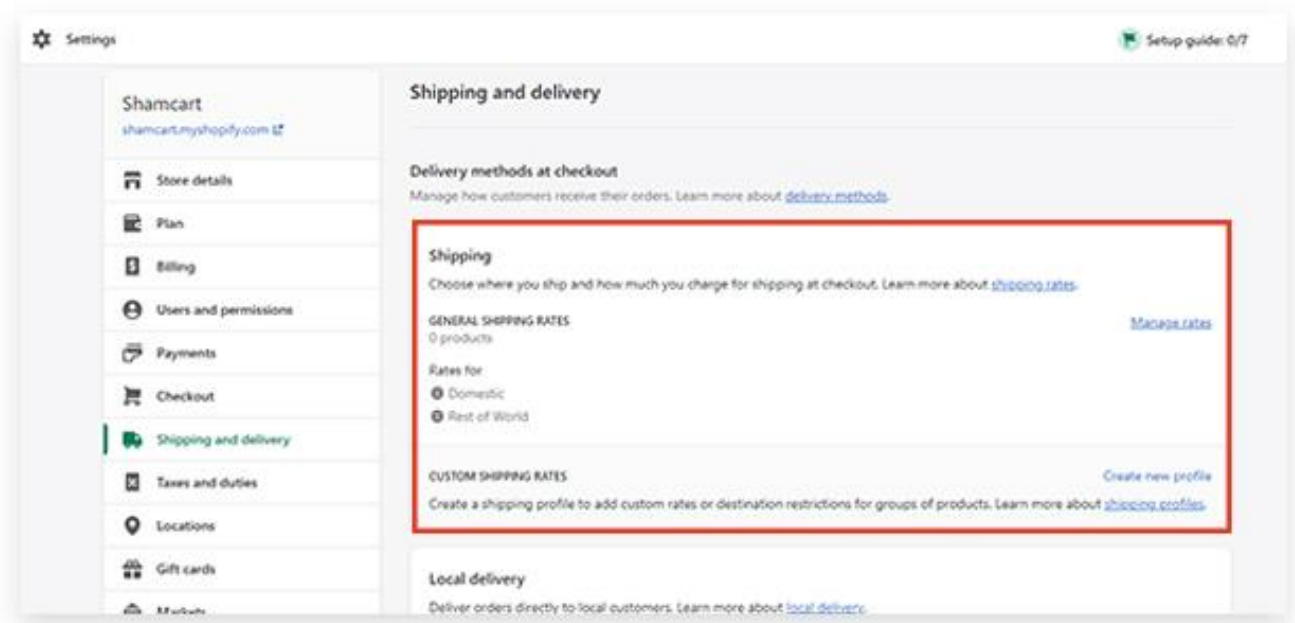 Settings
Setup guide: 0/7
Shamcart
shamcart.myshopify.com
Store details
Plan
Billing
Users and permissions
Payments
Checkout
Shipping and delivery
Taxes and duties
Locations
Gift cards
Markets
Shipping and delivery
Delivery methods at checkout
Manage how customers receive their orders. Learn more about delivery methods.
Shipping
Choose where you ship and how much you charge for shipping at checkout. Learn more about shipping rates.
GENERAL SHIPPING RATES
Manage rates
0 products
Rates for
Domestic
Rest of World
CUSTOM SHIPPING RATES
Create new profile
Create a shipping profile to add custom rates or destination restrictions for groups of products. Learn more about shipping profiles.
Local delivery
Deliver orders directly to local customers. Learn more about local delivery.